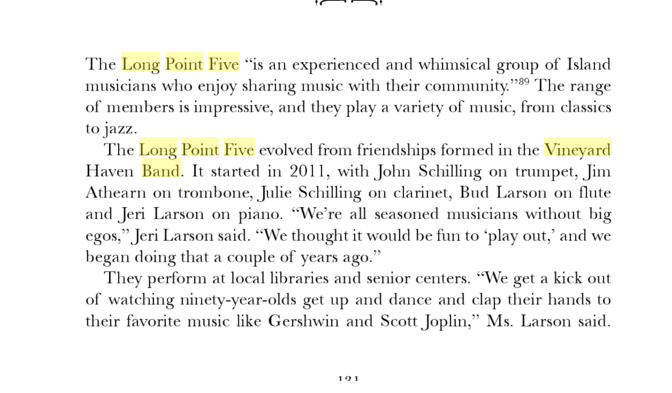 The Long Point Five “is an experienced and whimsical group of Island
musicians who enjoy sharing music with their community.”89 The range
of members is impressive, and they play a variety of music, from classics
to jazz.
The Long Point Five evolved from friendships formed in the Vineyard
Haven Band. It started in 2011, with John Schilling on trumpet, Jim
Athearn on trombone, Julie Schilling on clarinet, Bud Larson on flute
and Jeri Larson on piano. “We’re all seasoned musicians without big
egos,” Jeri Larson said. “We thought it would be fun to ‘play out,’ and we
began doing that a couple of years ago.”
They perform at local libraries and senior centers. “We get a kick out
of watching ninety-year-olds get up and dance and clap their hands to
their favorite music like Gershwin and Scott Joplin,” Ms. Larson said.